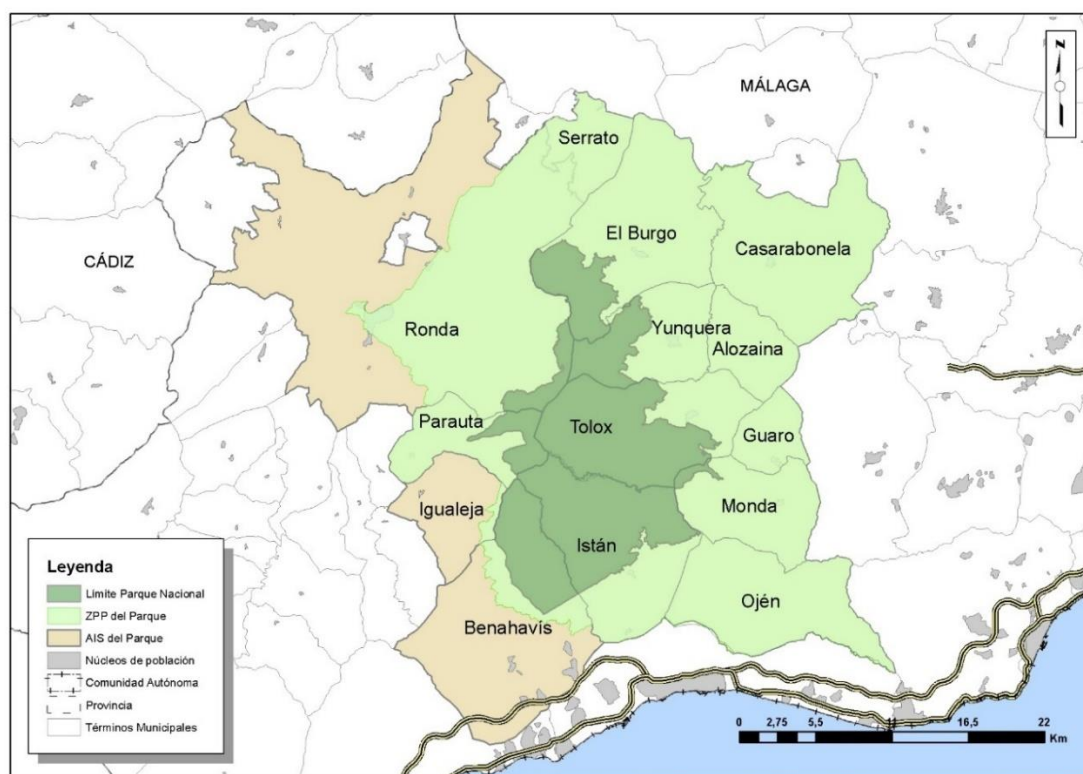 MÁLAGA
N
Serrato
El Burgo
Casarabonela
CÁDIZ
Ronda
Yunquera
Alozaina
Parauta
Tolox
Guaro
Igualeja
Monda
Istán
Ojén
Benahavís
Leyenda
Límite Parque Nacional
ZPP del Parque
AIS del Parque
Núcleos de población
Comunidad Autónoma
Provincia
Términos Municipales
0 2,75 5,5 11 16,5 22
Km